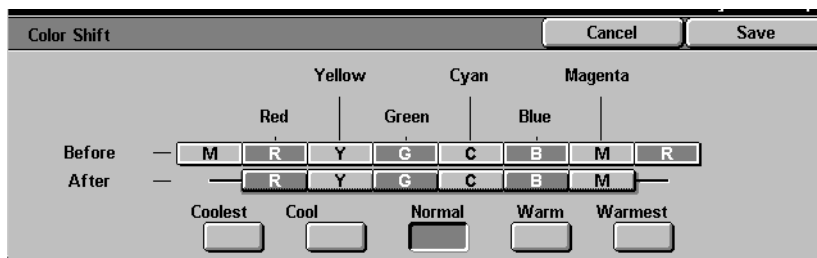 Color Shift Cancel Save
Yellow Cyan Magenta
Red Green Blue
Before M R Y G C B M R
After R Y G C B M
Coolest Cool Normal Warm Warmest